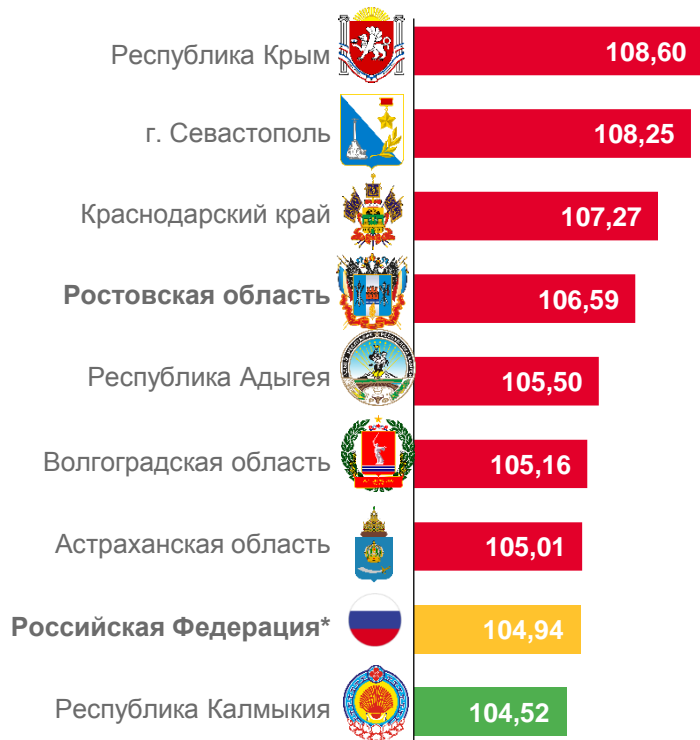 Республика Крым 108,60
г. Севастополь 108,25
Краснодарский край 107,27
Ростовская область 106,59
Республика Адыгея 105,50
Волгоградская область 105,16
Астраханская область 105,01
Российская Федерация* 104,94
Республика Калмыкия 104,52